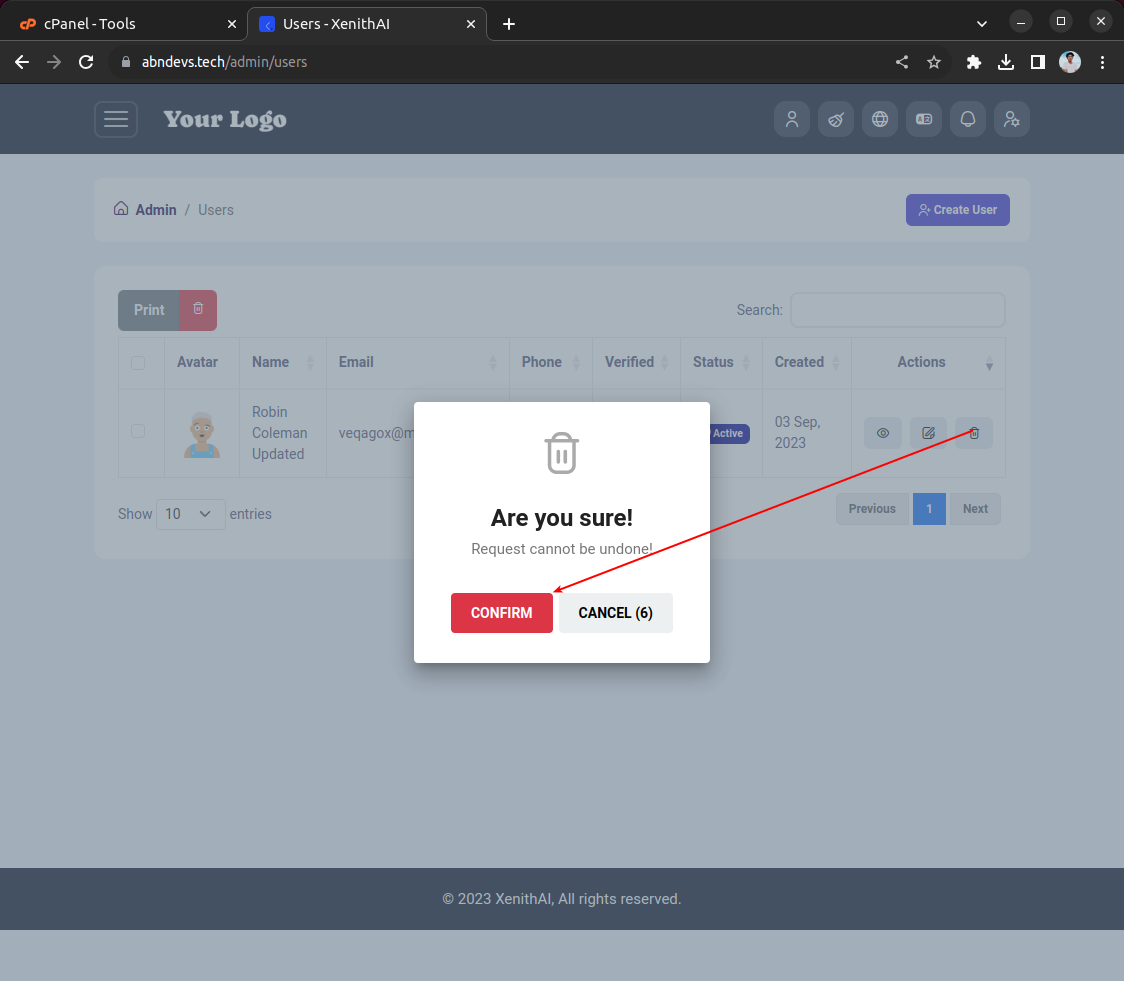 cPanel - Tools
Users - XenithAI
abndevs.tech/admin/users
Your Logo
Admin / Users
Create User
Print
Search:
Avatar Name Email Phone Verified Status Created Actions
Robin
Coleman
Updated
veqagox@m
Active
03 Sep,
2023
Are you sure!
Request cannot be undone!
CONFIRM
CANCEL (6)
Show 10 entries
Previous 1 Next
© 2023 XenithAI, All rights reserved.